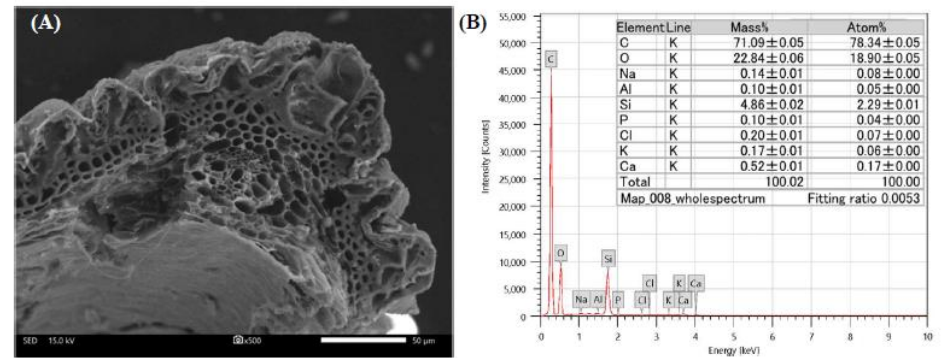 (A)
SED 15.0 kV x500 50 µm
(B)
Intensity [Counts]
55,000
50,000
45,000
40,000
35,000
30,000
25,000
20,000
15,000
10,000
5,000
0
Element Line Mass% Atom%
C K 71.09±0.05 78.34±0.05
O K 22.84±0.06 18.90±0.05
Na K 0.14±0.01 0.08±0.00
Al K 0.10±0.01 0.05±0.00
Si K 4.86±0.02 2.29±0.01
P K 0.10±0.01 0.04±0.00
Cl K 0.20±0.01 0.07±0.00
K K 0.17±0.01 0.06±0.00
Ca K 0.52±0.01 0.17±0.00
Total 100.02 100.00
Map_008_wholespectrum Fitting ratio 0.0053
C
O
Si
Cl K Ca
Na Al P Cl K Ca
0 1 2 3 4 5 6 7 8 9 10
Energy [keV]